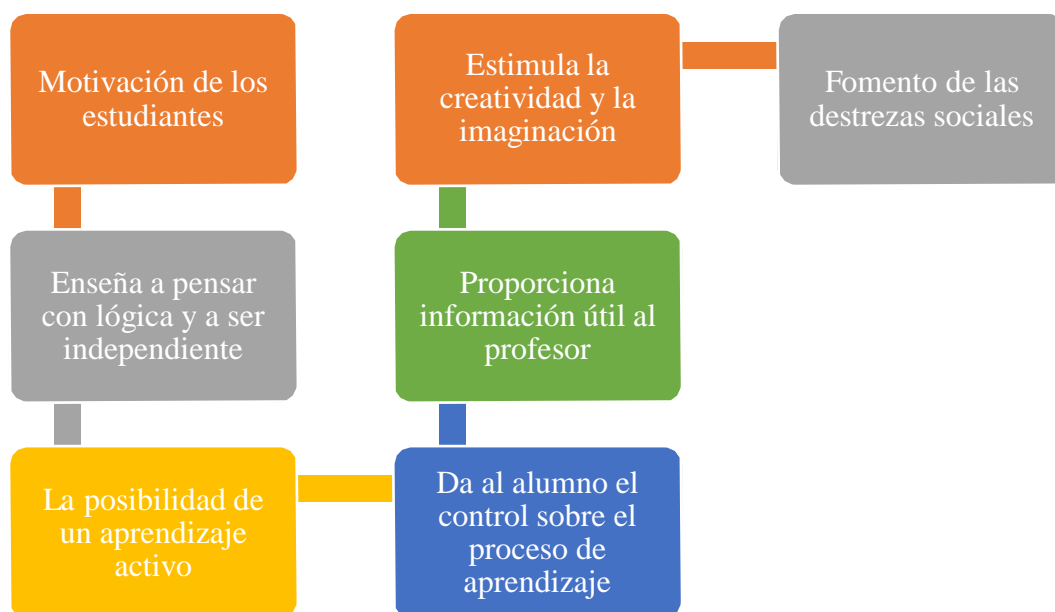 Motivación de los
estudiantes
Enseña a pensar
con lógica y a ser
independiente
La posibilidad de
un aprendizaje
activo
Da al alumno el
control sobre el
proceso de
aprendizaje
Proporciona
información útil al
profesor
Estimula la
creatividad y la
imaginación
Fomento de las
destrezas sociales